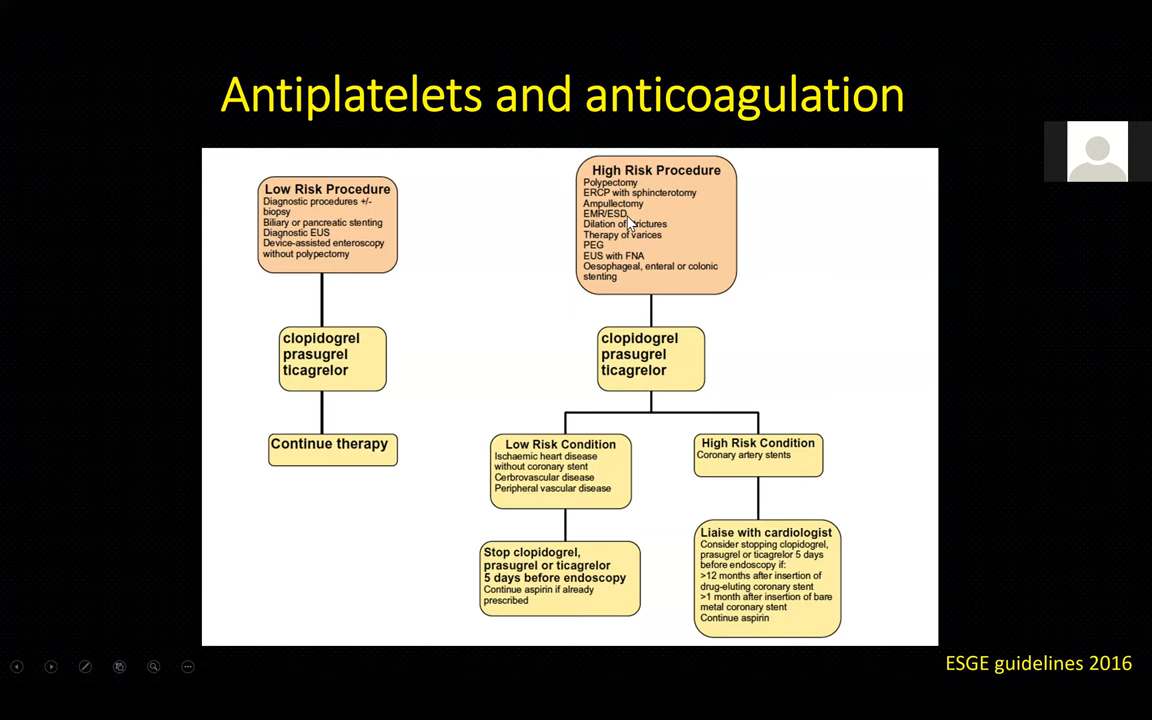 Antiplatelets and anticoagulation
Low Risk Procedure
Diagnostic procedures +/-
biopsy
Biliary or pancreatic stenting
Diagnostic EUS
Device-assisted enteroscopy
without polypectomy
clopidogrel
prasugrel
ticagrelor
Continue therapy
High Risk Procedure
Polypectomy
ERCP with sphincterotomy
Ampullectomy
EMR/ESD
Dilation of strictures
Therapy of varices
PEG
EUS with FNA
Oesophageal, enteral or colonic
stenting
clopidogrel
prasugrel
ticagrelor
Low Risk Condition
Ischaemic heart disease
without coronary stent
Cerbrovascular disease
Peripheral vascular disease
Stop clopidogrel,
prasugrel or ticagrelor
5 days before endoscopy
Continue aspirin if already
prescribed
High Risk Condition
Coronary artery stents
Liaise with cardiologist
Consider stopping clopidogrel,
prasugrel or ticagrelor 5 days
before endoscopy if:
>12 months after insertion of
drug-eluting coronary stent
>1 month after insertion of bare
metal coronary stent
Continue aspirin
ESGE guidelines 2016